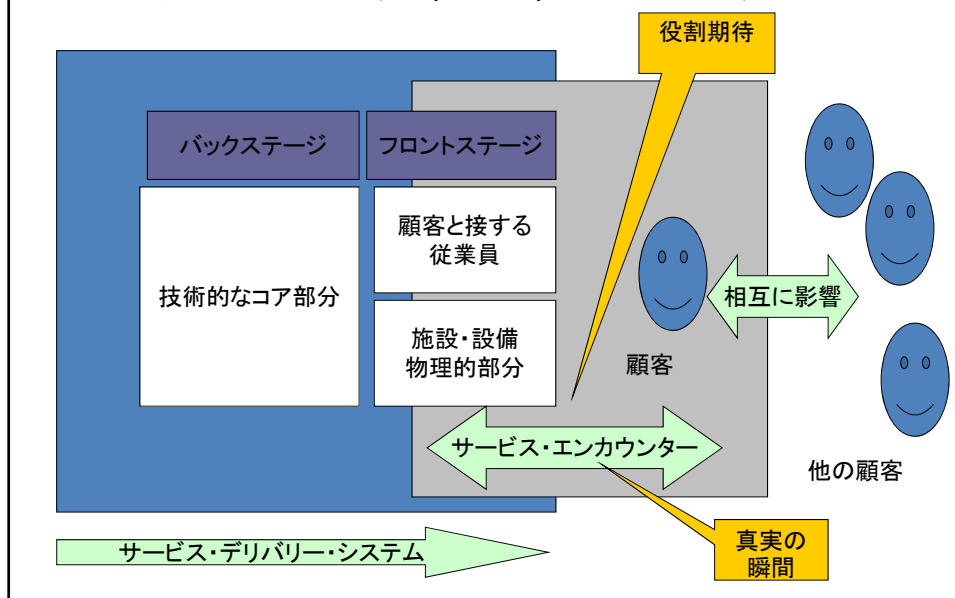 役割期待
バックステージ
フロントステージ
顧客と接する
従業員
技術的なコア部分
施設・設備
物理的部分
相互に影響
顧客
サービス・エンカウンター
他の顧客
サービス・デリバリー・システム
真実の
瞬間